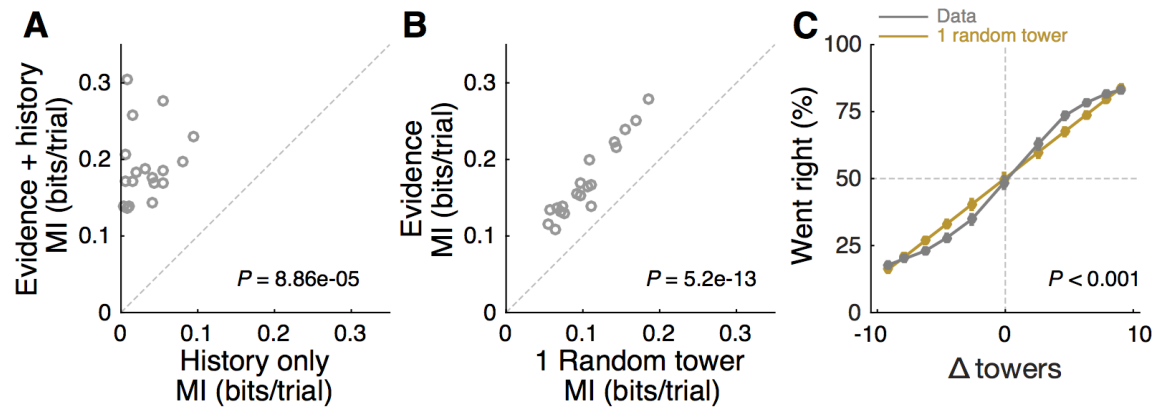 A
Evidence + history
MI (bits/trial)
0.3
0.2
0.1
0
P = 8.86e-05
0
0.1
0.2
0.3
History only
MI (bits/trial)
B
Evidence
MI (bits/trial)
0.3
0.2
0.1
0
P = 5.2e-13
0
0.1
0.2
0.3
1 Random tower
MI (bits/trial)
C
Data
1 random tower
Went right (%)
100
75
50
25
0
P < 0.001
-10
0
10
Δ towers